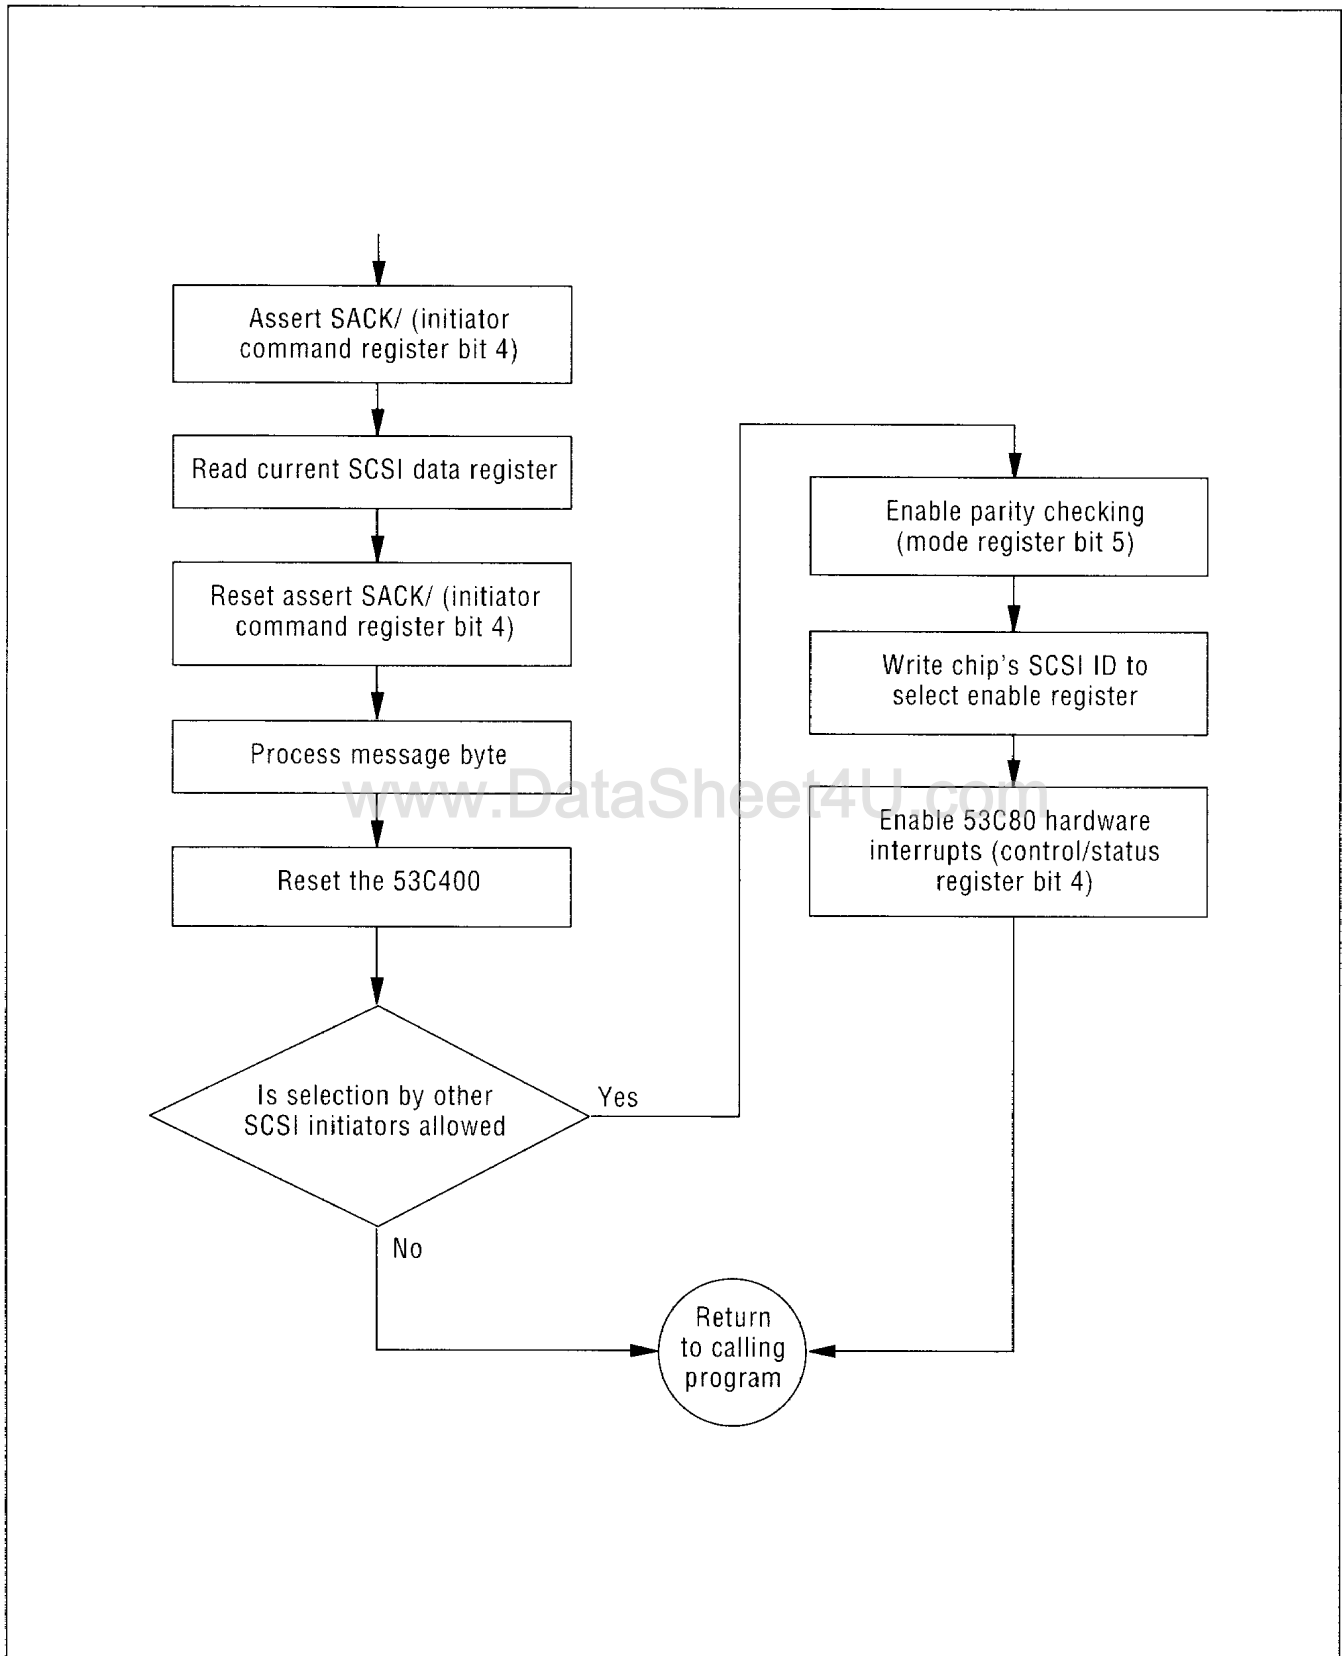 Assert SACK/ (initiator
command register bit 4)
Read current SCSI data register
Reset assert SACK/ (initiator
command register bit 4)
Process message byte
Reset the 53C400
Is selection by other
SCSI initiators allowed
Yes
No
Enable parity checking
(mode register bit 5)
Write chip's SCSI ID to
select enable register
Enable 53C80 hardware
interrupts (control/status
register bit 4)
Return
to calling
program
www.DataSheet4U.com